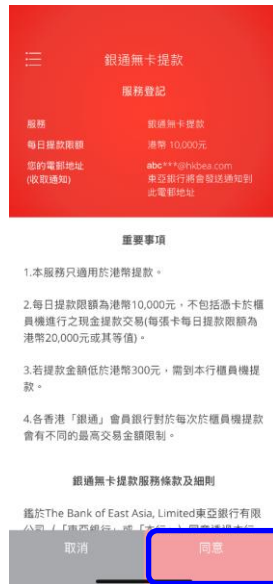 銀通無卡提款
服務登記
服務 銀通無卡提款
每日提款限額 港幣 10,000元
您的電郵地址 abc***@hkbea.com
(收取通知) 東亞銀行將會發送通知到
此電郵地址
重要事項
1.本服務只適用於港幣提款。
2.每日提款限額為港幣10,000元，不包括憑卡於櫃
員機進行之現金提款交易(每張卡每日提款限額為
港幣20,000元或其等值)。
3.若提款金額低於港幣300元，需到本行櫃員機提
款。
4.各香港「銀通」會員銀行對於每次於櫃員機提款
會有不同的最高交易金額限制。
銀通無卡提款服務條款及細則
鑑於The Bank of East Asia, Limited東亞銀行有限
取消 同意